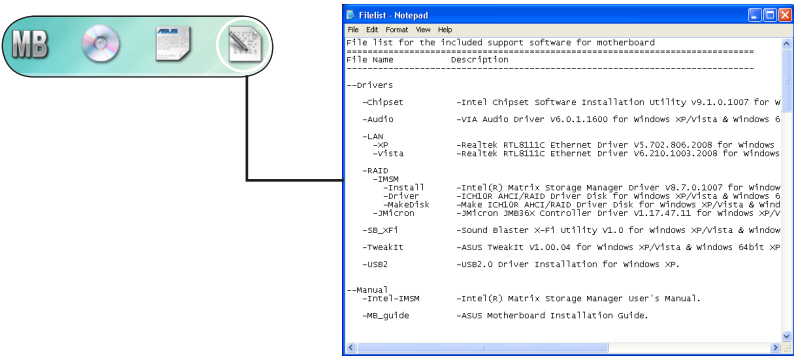 MB
ASUS
Filelist - Notepad
File Edit Format View Help
File list for the included support software for motherboard
================================================================================
File Name Description
--------------------------------------------------------------------------------
--Drivers
-Chipset -Intel Chipset Software Installation Utility v9.1.0.1007 for W
-Audio -VIA Audio Driver V6.0.1.1600 for Windows XP/Vista & Windows 6
-LAN
-XP -Realtek RTL8111C Ethernet Driver V5.702.806.2008 for Windows
-Vista -Realtek RTL8111C Ethernet Driver V6.210.1003.2008 for Windows
-RAID
-IMSM
-Install -Intel(R) Matrix Storage Manager Driver V8.7.0.1007 for Window
-Driver -ICH10R AHCI/RAID Driver Disk for Windows XP/Vista & Windows 6
-MakeDisk -Make ICH10R AHCI/RAID Driver Disk for Windows XP/Vista & Wind
-JMicron -JMicron JMB36X Controller Driver V1.17.47.11 for Windows XP/V
-SB_XFi -Sound Blaster X-Fi Utility V1.0 for Windows XP/Vista & Window
-TweakIt -ASUS TweakIt V1.00.04 for Windows XP/Vista & Windows 64bit XP
-USB2 -USB2.0 Driver Installation for Windows XP.
--Manual
-Intel-IMSM -Intel(R) Matrix Storage Manager User's Manual.
-MB_guide -ASUS Motherboard Installation Guide.